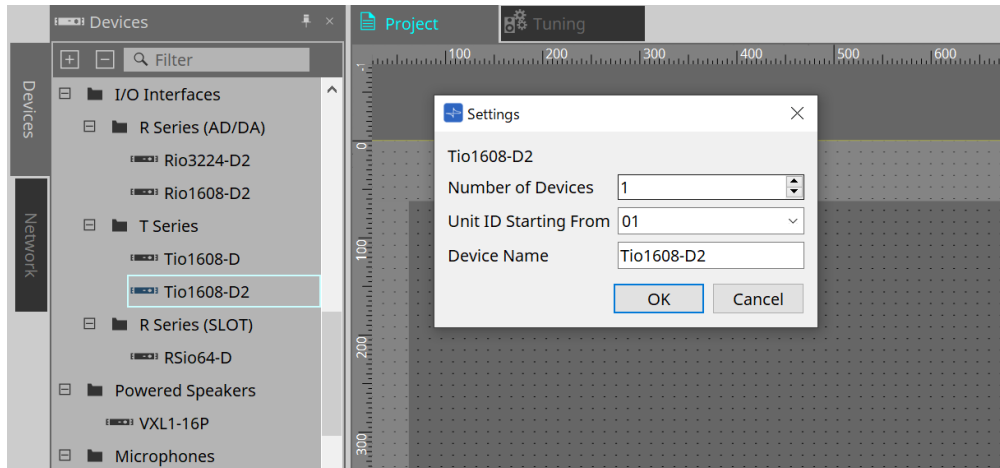 Devices
Filter
Devices
Network
I/O Interfaces
R Series (AD/DA)
Rio3224-D2
Rio1608-D2
T Series
Tio1608-D
Tio1608-D2
R Series (SLOT)
RSio64-D
Powered Speakers
VXL1-16P
Microphones
Project
Tuning
100 200 300 400 500 600
-1
0
100
200
300
Settings
Tio1608-D2
Number of Devices 1
Unit ID Starting From 01
Device Name Tio1608-D2
OK Cancel